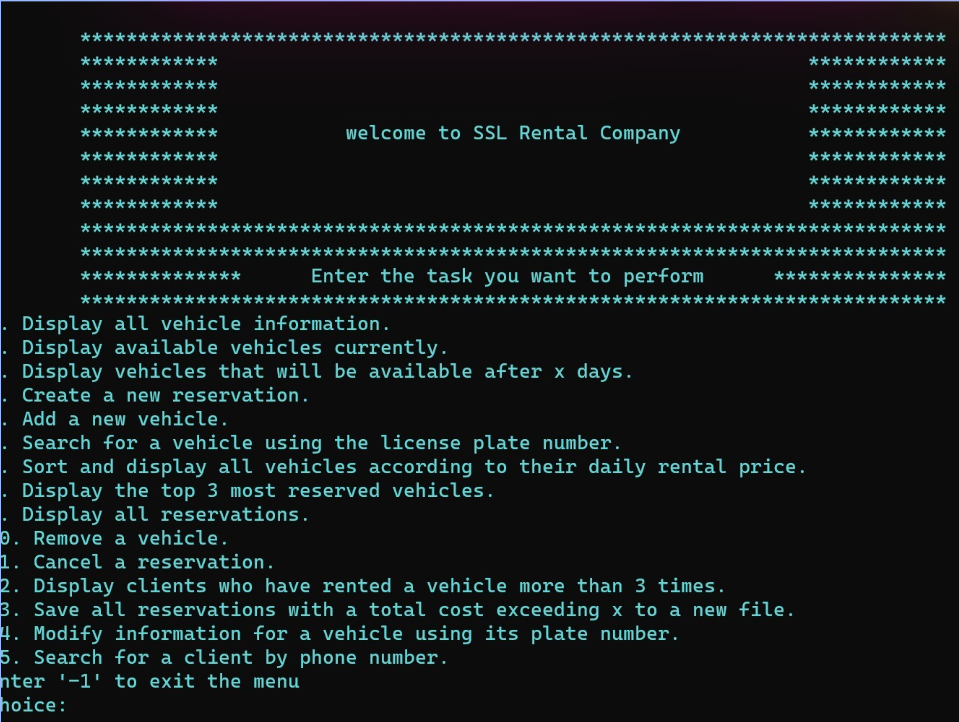 ***************************************************************************
************ ************
************ ************
************ ************
************ welcome to SSL Rental Company ************
************ ************
************ ************
************ ************
***************************************************************************
***************************************************************************
************** Enter the task you want to perform ***************
***************************************************************************
. Display all vehicle information.
. Display available vehicles currently.
. Display vehicles that will be available after x days.
. Create a new reservation.
. Add a new vehicle.
. Search for a vehicle using the license plate number.
. Sort and display all vehicles according to their daily rental price.
. Display the top 3 most reserved vehicles.
. Display all reservations.
0. Remove a vehicle.
1. Cancel a reservation.
2. Display clients who have rented a vehicle more than 3 times.
3. Save all reservations with a total cost exceeding x to a new file.
4. Modify information for a vehicle using its plate number.
5. Search for a client by phone number.
nter '-1' to exit the menu
hoice: